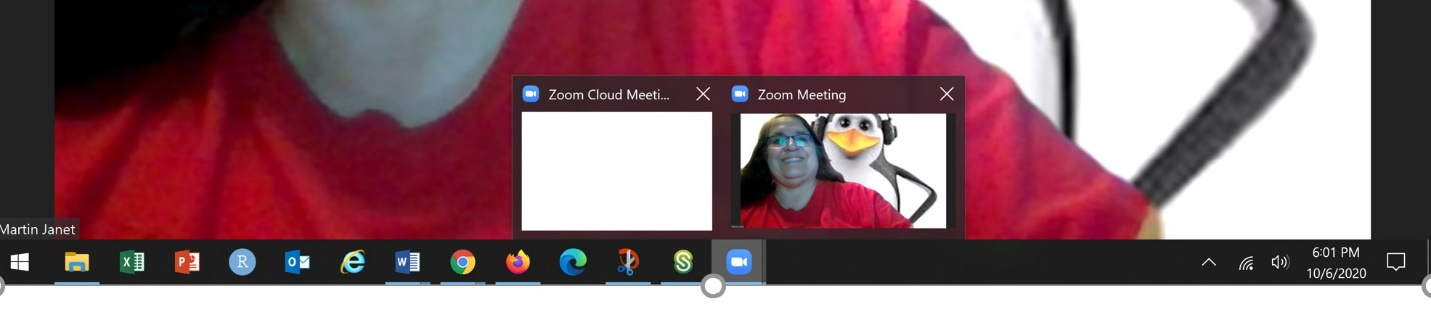 Zoom Cloud Meeti...
Zoom Meeting
Martin Janet
6:01 PM
10/6/2020